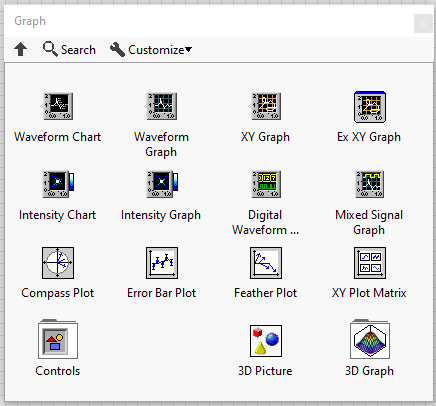 Graph
Search Customize▾
Waveform Chart Waveform Graph XY Graph Ex XY Graph
Intensity Chart Intensity Graph Digital Waveform ... Mixed Signal Graph
Compass Plot Error Bar Plot Feather Plot XY Plot Matrix
Controls 3D Picture 3D Graph